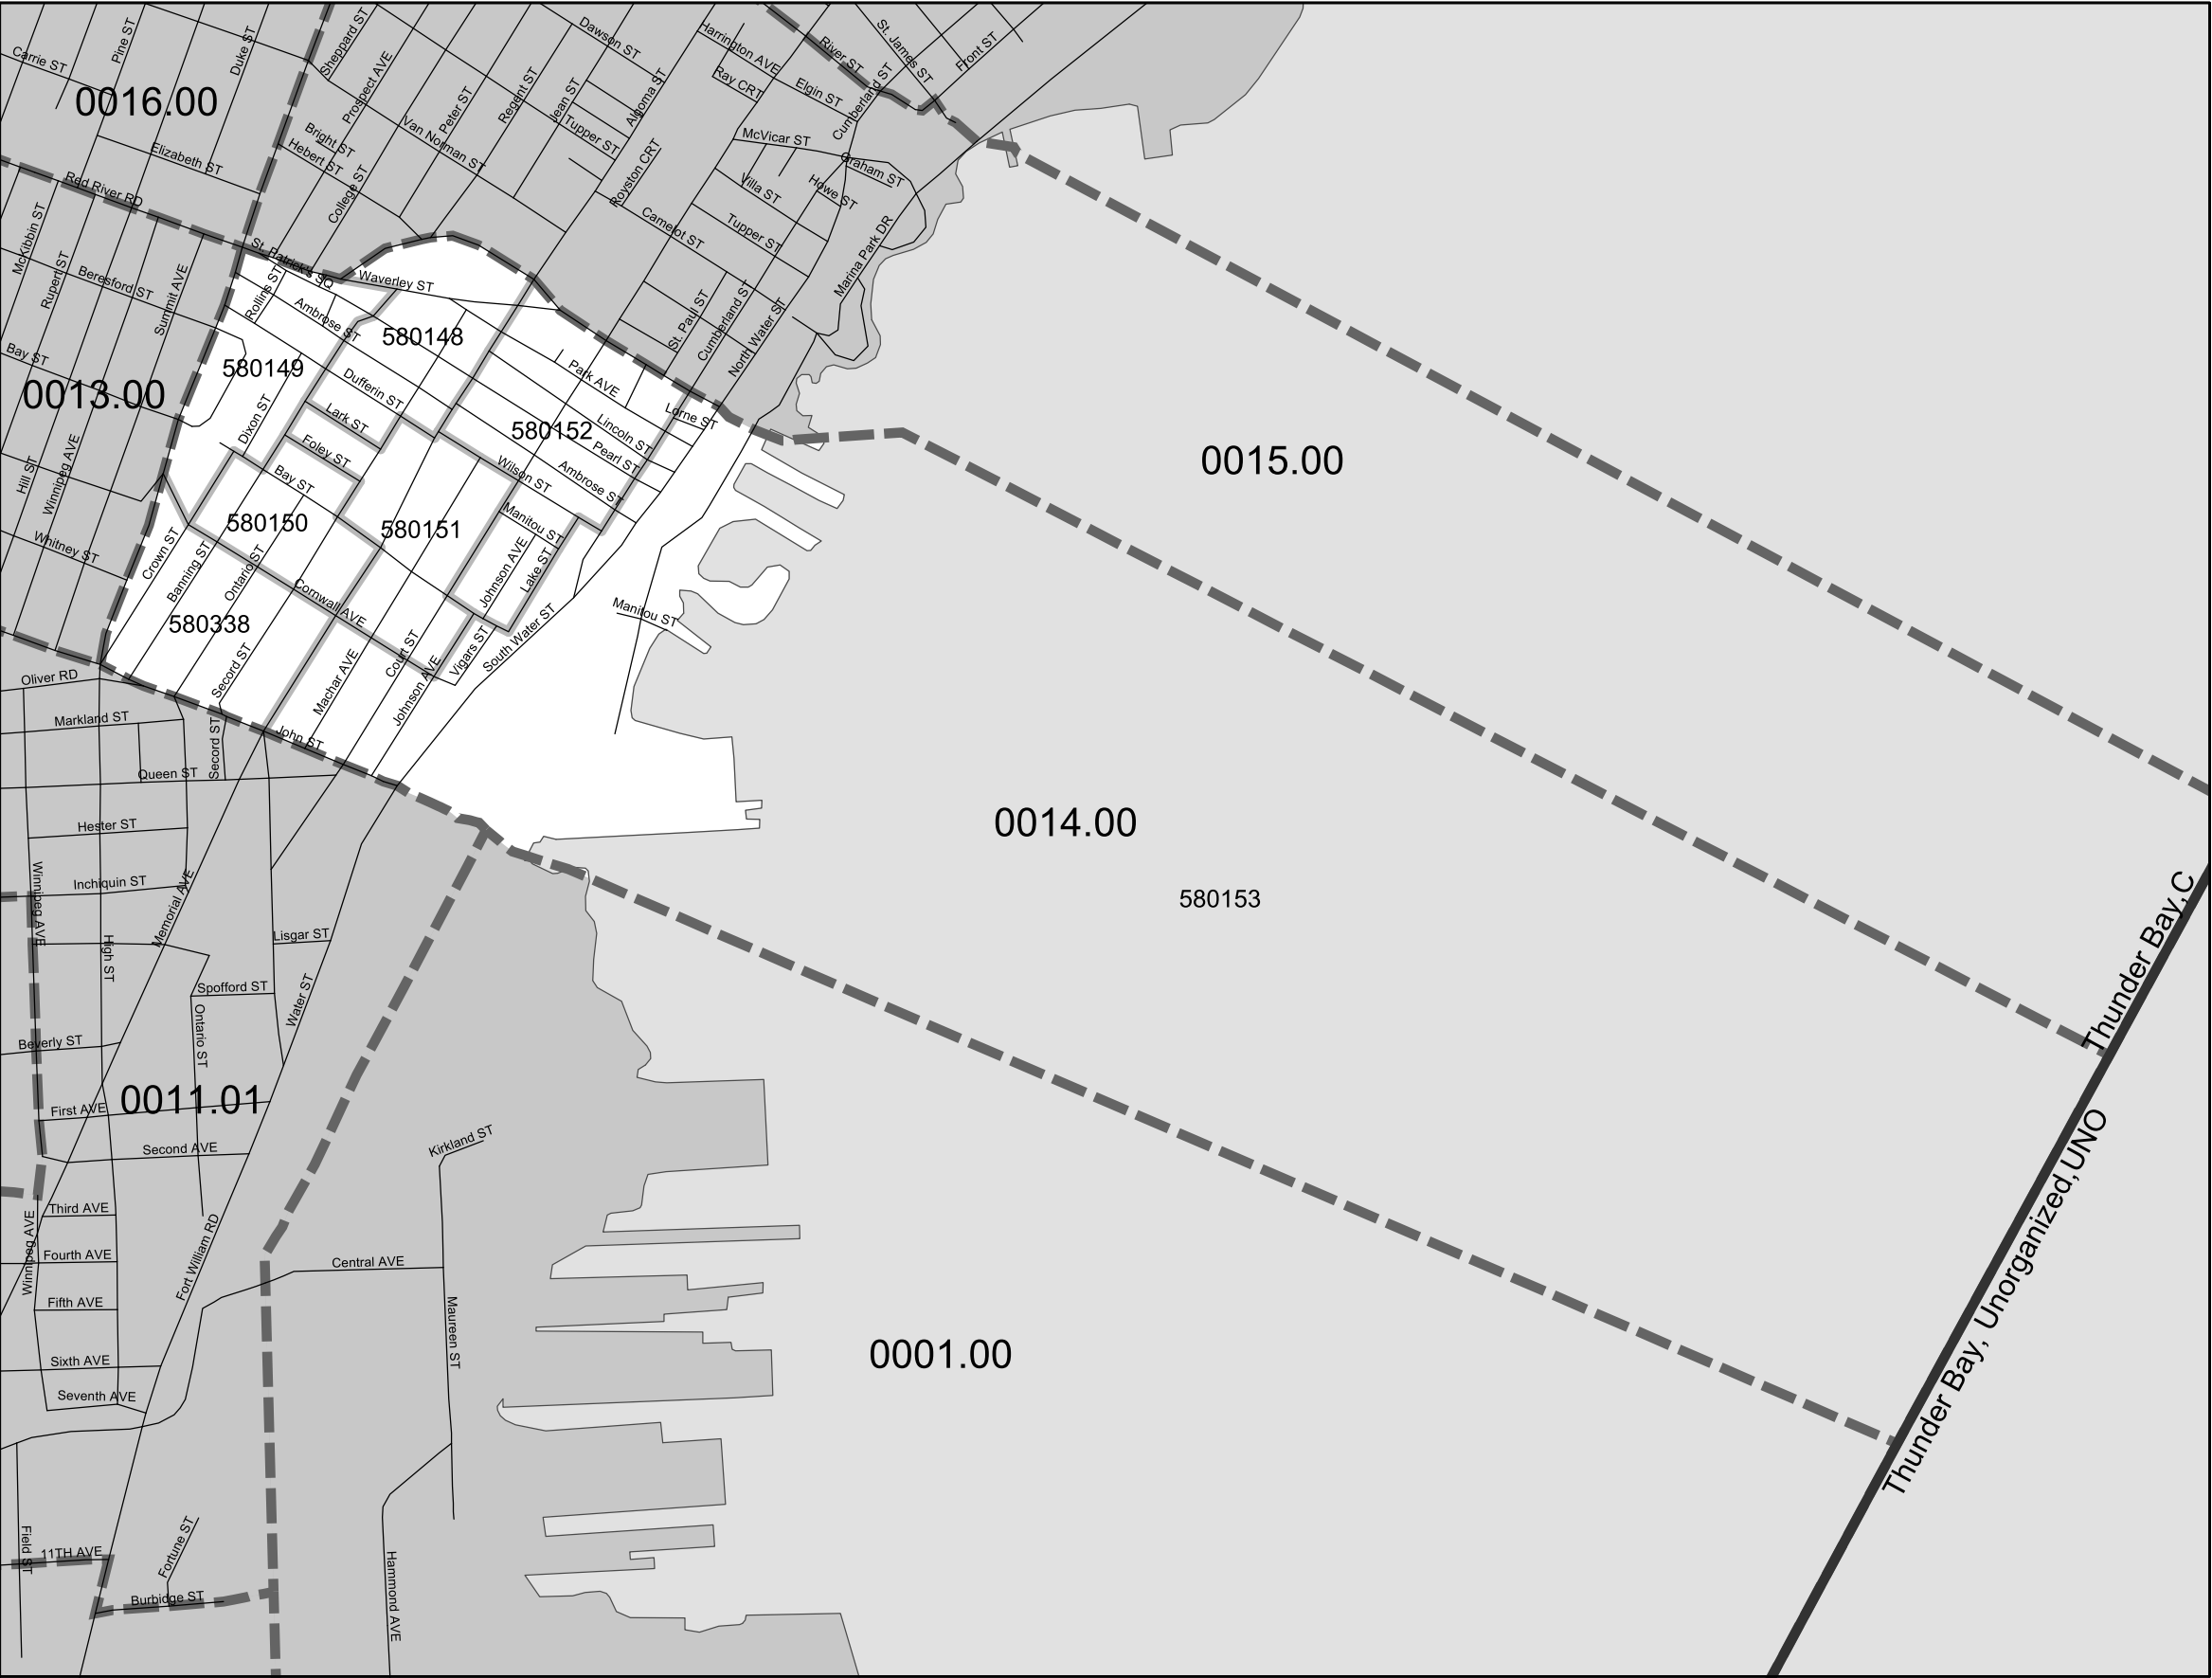 Carrie ST
Pine ST
Duke ST
Sheppard ST
Prospect AVE
Peter ST
Regent ST
Jean ST
Dawson ST
Algoma ST
Harrington AVE
Ray CRT
Elgin ST
River ST
St. James ST
Cumberland ST
Front ST
0016.00
Elizabeth ST
Bright ST
Hebert ST
Van Norman ST
Tupper ST
McVicar ST
Graham ST
Howe ST
Villa ST
Royston CRT
Red River RD
College ST
Camelot ST
Tupper ST
Marina Park DR
McKibbin ST
Rupert ST
Beresford ST
Summit AVE
St. Patrick's SQ
Rollins ST
Waverley ST
Ambrose ST
580148
St. Paul ST
Cumberland ST
North Water ST
Bay ST
0013.00
580149
Dufferin ST
Park AVE
Lark ST
Dixon ST
Foley ST
580152
Lorne ST
Lincoln ST
Pearl ST
Ambrose ST
Wilson ST
0015.00
Hill ST
Winnipeg AVE
Bay ST
580150
580151
Manitou ST
Whitney ST
Crown ST
Banning ST
Ontario ST
Cornwall AVE
Johnson AVE
Lake ST
580338
Manitou ST
South Water ST
Vigars ST
Court ST
Johnson AVE
Machar AVE
Second ST
John ST
Oliver RD
Markland ST
Second ST
Queen ST
0014.00
Hester ST
580153
Inchiquin ST
Winnipeg AVE
Memorial AVE
High ST
Lisgar ST
Spofford ST
Water ST
Ontario ST
Beverly ST
0011.01
First AVE
Second AVE
Kirkland ST
Thunder Bay,C
Thunder Bay, Unorganized,UNO
Third AVE
Winnipeg AVE
Fourth AVE
Fort William RD
Central AVE
Fifth AVE
Maureen ST
0001.00
Sixth AVE
Seventh AVE
Field ST
11TH AVE
Fortune ST
Burbidge ST
Hammond AVE